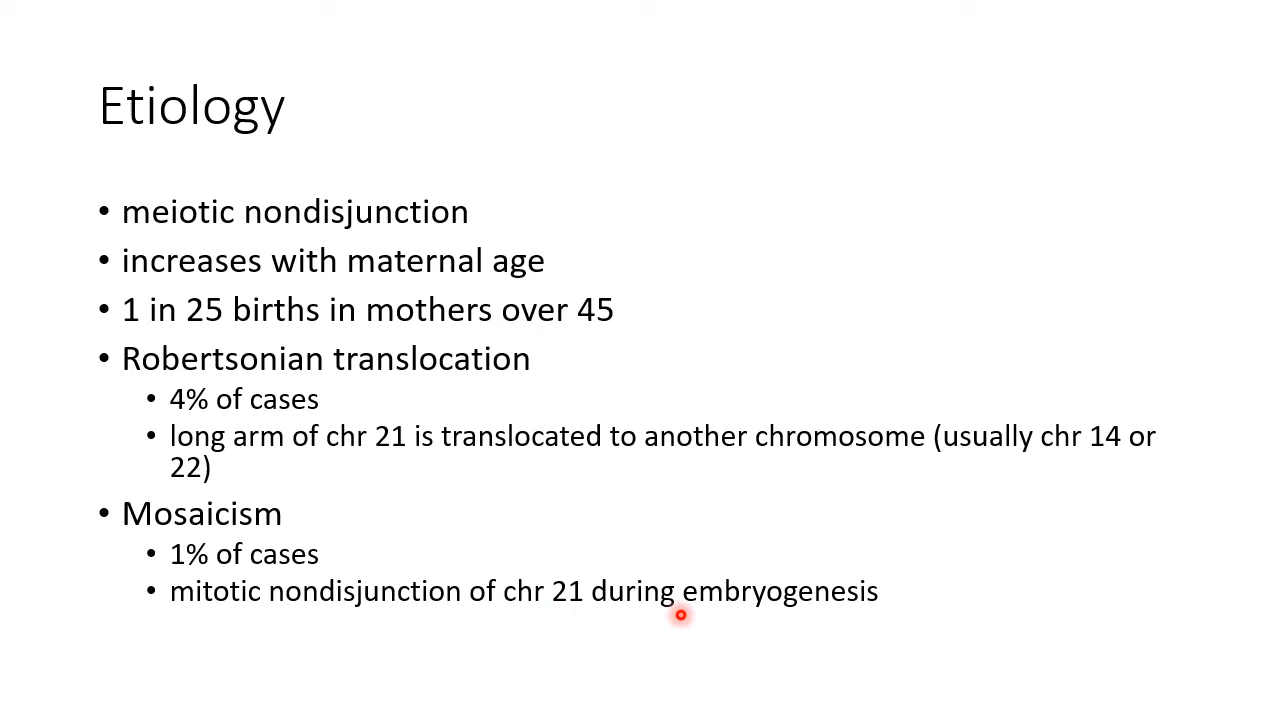 Etiology
• meiotic nondisjunction
• increases with maternal age
• 1 in 25 births in mothers over 45
• Robertsonian translocation
• 4% of cases
• long arm of chr 21 is translocated to another chromosome (usually chr 14 or
22)
• Mosaicism
• 1% of cases
• mitotic nondisjunction of chr 21 during embryogenesis